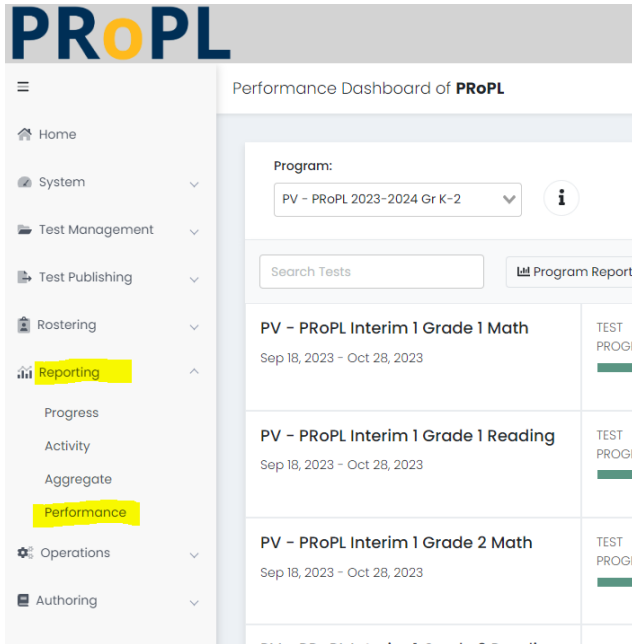 PRoPL
Performance Dashboard of PRoPL
Home
System
Test Management
Test Publishing
Rostering
Reporting
Progress
Activity
Aggregate
Performance
Operations
Authoring
Program:
PV - PRoPL 2023-2024 Gr K-2
i
Search Tests
Program Report
PV - PRoPL Interim 1 Grade 1 Math
Sep 18, 2023 - Oct 28, 2023
TEST
PROG
PV - PRoPL Interim 1 Grade 1 Reading
Sep 18, 2023 - Oct 28, 2023
TEST
PROG
PV - PRoPL Interim 1 Grade 2 Math
Sep 18, 2023 - Oct 28, 2023
TEST
PROG